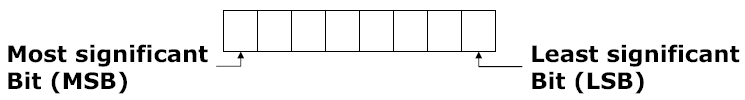 Most significant
Bit (MSB)
Least significant
Bit (LSB)